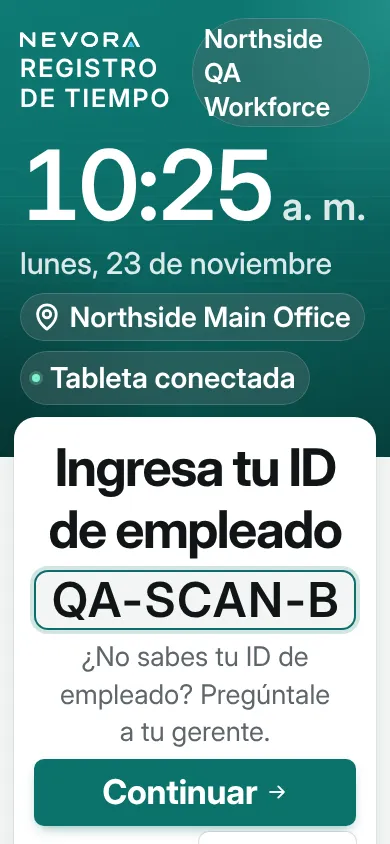 NEVORA
REGISTRO
DE TIEMPO
Northside
QA
Workforce
10:25 a. m.
lunes, 23 de noviembre
Northside Main Office
Tableta conectada
Ingresa tu ID
de empleado
QA-SCAN-B
¿No sabes tu ID de
empleado? Pregúntale
a tu gerente.
Continuar →